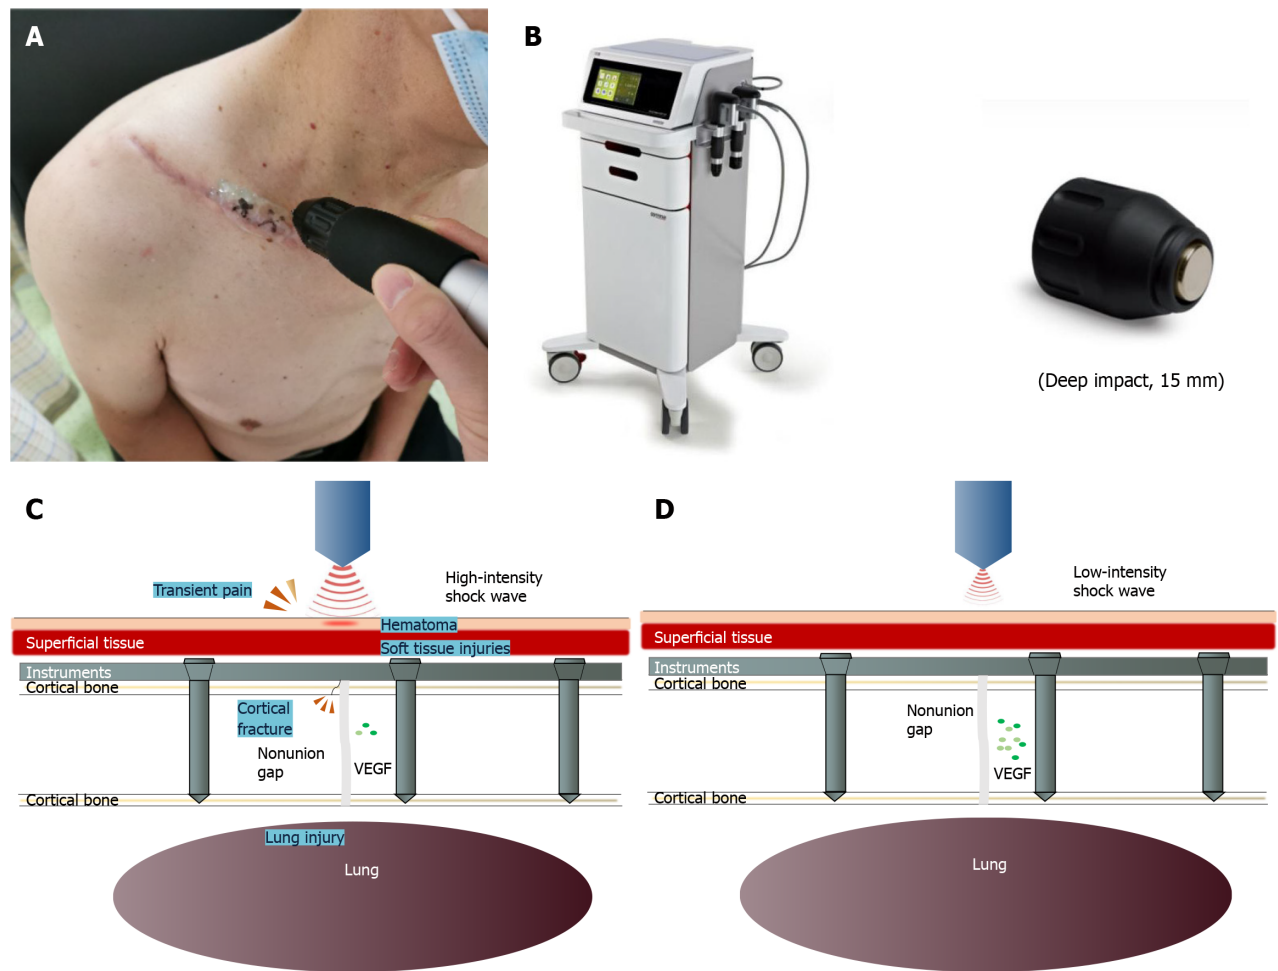 A
B
(Deep impact, 15 mm)
C
Transient pain
High-intensity
shock wave
Hematoma
Superficial tissue
Soft tissue injuries
Instruments
Cortical bone
Cortical
fracture
Nonunion
gap
VEGF
Cortical bone
Lung injury
Lung
D
Low-intensity
shock wave
Superficial tissue
Instruments
Cortical bone
Nonunion
gap
VEGF
Cortical bone
Lung